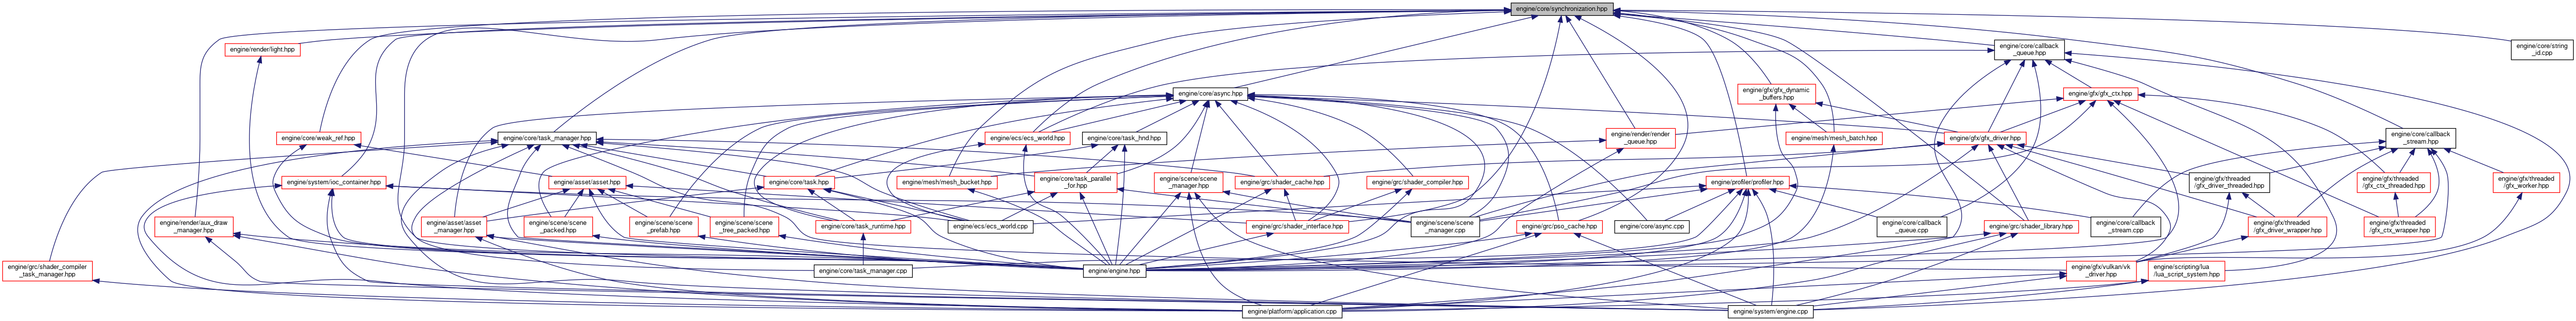 engine/core/synchronization.hpp
engine/render/light.hpp
engine/core/callback
_queue.hpp
engine/core/string
_id.cpp
engine/core/async.hpp
engine/gfx/gfx_dynamic
_buffers.hpp
engine/gfx/gfx_ctx.hpp
engine/core/weak_ref.hpp
engine/core/task_manager.hpp
engine/ecs/ecs_world.hpp
engine/core/task_hnd.hpp
engine/render/render
_queue.hpp
engine/mesh/mesh_batch.hpp
engine/gfx/gfx_driver.hpp
engine/core/callback
_stream.hpp
engine/system/ioc_container.hpp
engine/asset/asset.hpp
engine/core/task.hpp
engine/mesh/mesh_bucket.hpp
engine/core/task_parallel
_for.hpp
engine/scene/scene
_manager.hpp
engine/grc/shader_cache.hpp
engine/grc/shader_compiler.hpp
engine/profiler/profiler.hpp
engine/gfx/threaded
/gfx_driver_threaded.hpp
engine/gfx/threaded
/gfx_ctx_threaded.hpp
engine/gfx/threaded
/gfx_worker.hpp
engine/render/aux_draw
_manager.hpp
engine/asset/asset
_manager.hpp
engine/scene/scene
_packed.hpp
engine/scene/scene
_prefab.hpp
engine/scene/scene
_tree_packed.hpp
engine/core/task_runtime.hpp
engine/ecs/ecs_world.cpp
engine/grc/shader_interface.hpp
engine/core/async.cpp
engine/scene/scene
_manager.cpp
engine/grc/pso_cache.hpp
engine/core/callback
_queue.cpp
engine/grc/shader_library.hpp
engine/core/callback
_stream.cpp
engine/gfx/threaded
/gfx_driver_wrapper.hpp
engine/gfx/threaded
/gfx_ctx_wrapper.hpp
engine/grc/shader_compiler
_task_manager.hpp
engine/core/task_manager.cpp
engine/engine.hpp
engine/gfx/vulkan/vk
_driver.hpp
engine/scripting/lua
/lua_script_system.hpp
engine/platform/application.cpp
engine/system/engine.cpp